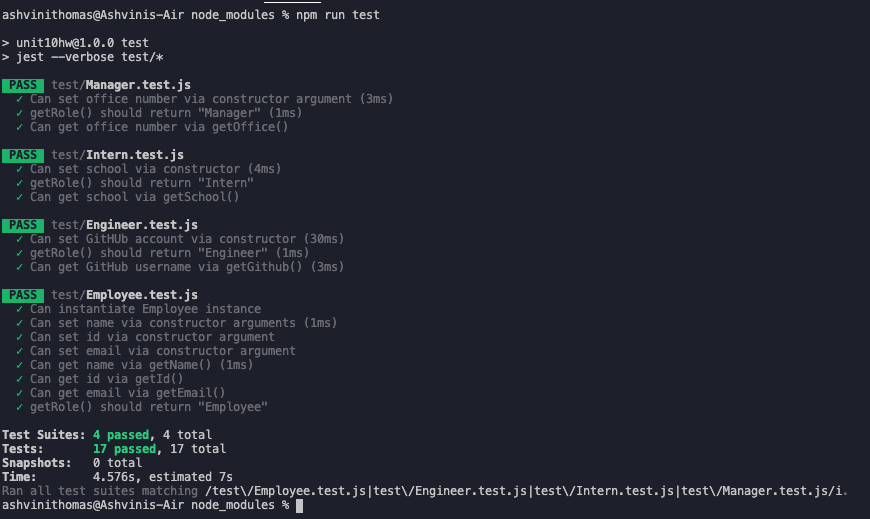 ashvinithomas@Ashvinis-Air node_modules % npm run test
> unit10hw@1.0.0 test
> jest --verbose test/*
PASS test/Manager.test.js
✓ Can set office number via constructor argument (3ms)
✓ getRole() should return "Manager" (1ms)
✓ Can get office number via getOffice()
PASS test/Intern.test.js
✓ Can set school via constructor (4ms)
✓ getRole() should return "Intern"
✓ Can get school via getSchool()
PASS test/Engineer.test.js
✓ Can set GitHUb account via constructor (30ms)
✓ getRole() should return "Engineer" (1ms)
✓ Can get GitHub username via getGithub() (3ms)
PASS test/Employee.test.js
✓ Can instantiate Employee instance
✓ Can set name via constructor arguments (1ms)
✓ Can set id via constructor argument
✓ Can set email via constructor argument
✓ Can get name via getName() (1ms)
✓ Can get id via getId()
✓ Can get email via getEmail()
✓ getRole() should return "Employee"
Test Suites: 4 passed, 4 total
Tests: 17 passed, 17 total
Snapshots: 0 total
Time: 4.576s, estimated 7s
Ran all test suites matching /test\/Employee.test.js|test\/Engineer.test.js|test\/Intern.test.js|test\/Manager.test.js/i.
ashvinithomas@Ashvinis-Air node_modules %